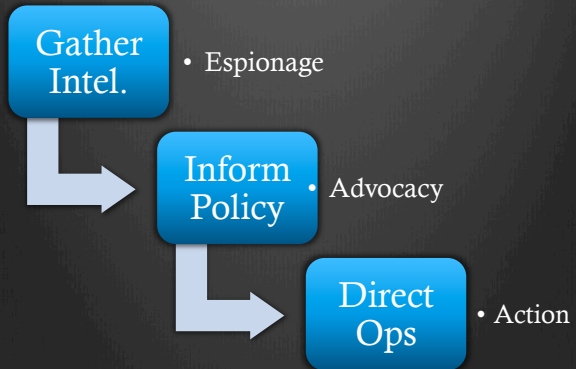 Gather
Intel.
• Espionage
Inform
Policy
• Advocacy
Direct
Ops
• Action